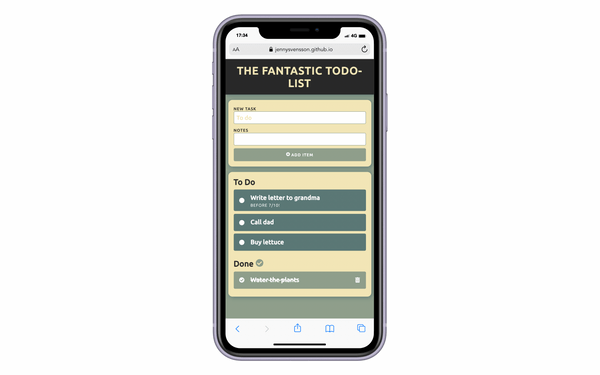 17:34
4G
AA
jennysvensson.github.io
THE FANTASTIC TODO-
LIST
NEW TASK
To do
NOTES
ADD ITEM
To Do
Write letter to grandma
BEFORE 7/10!
Call dad
Buy lettuce
Done
Water the plants